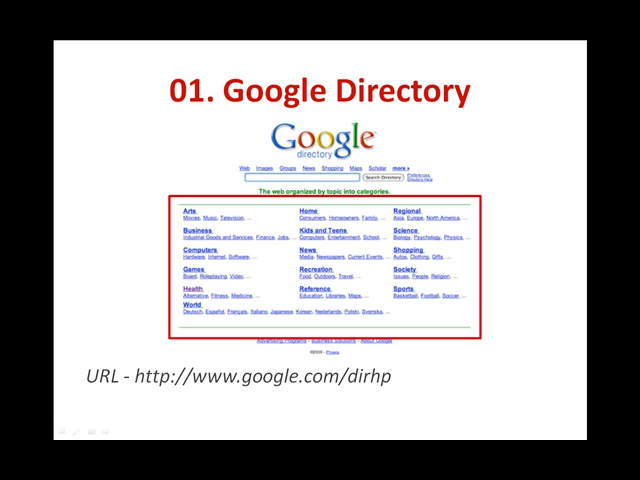 01. Google Directory
Google
directory
Web Images Groups News Shopping Maps Scholar more »
Search Directory
Preferences
Directory Help
The web organized by topic into categories.
Arts
Movies, Music, Television, ...
Home
Consumers, Homeowners, Family, ...
Regional
Asia, Europe, North America, ...
Business
Industrial Goods and Services, Finance, Jobs, ...
Kids and Teens
Computers, Entertainment, School, ...
Science
Biology, Psychology, Physics, ...
Computers
Hardware, Internet, Software, ...
News
Media, Newspapers, Current Events, ...
Shopping
Autos, Clothing, Gifts, ...
Games
Board, Roleplaying, Video, ...
Recreation
Food, Outdoors, Travel, ...
Society
Issues, People, Religion, ...
Health
Alternative, Fitness, Medicine, ...
Reference
Education, Libraries, Maps, ...
Sports
Basketball, Football, Soccer, ...
World
Deutsch, Español, Français, Italiano, Japanese, Korean, Nederlands, Polski, Svenska, ...
Advertising Programs - Business Solutions - About Google
©2009 - Privacy
URL - http://www.google.com/dirhp